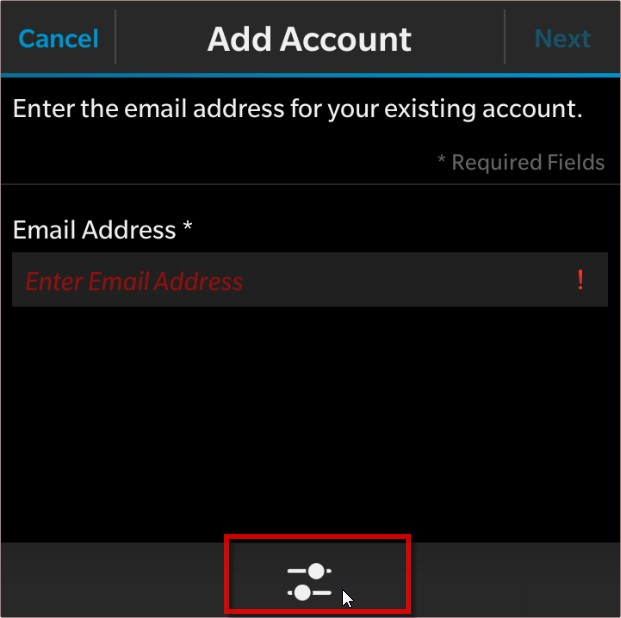 Cancel Add Account Next
Enter the email address for your existing account.
* Required Fields
Email Address *
Enter Email Address !